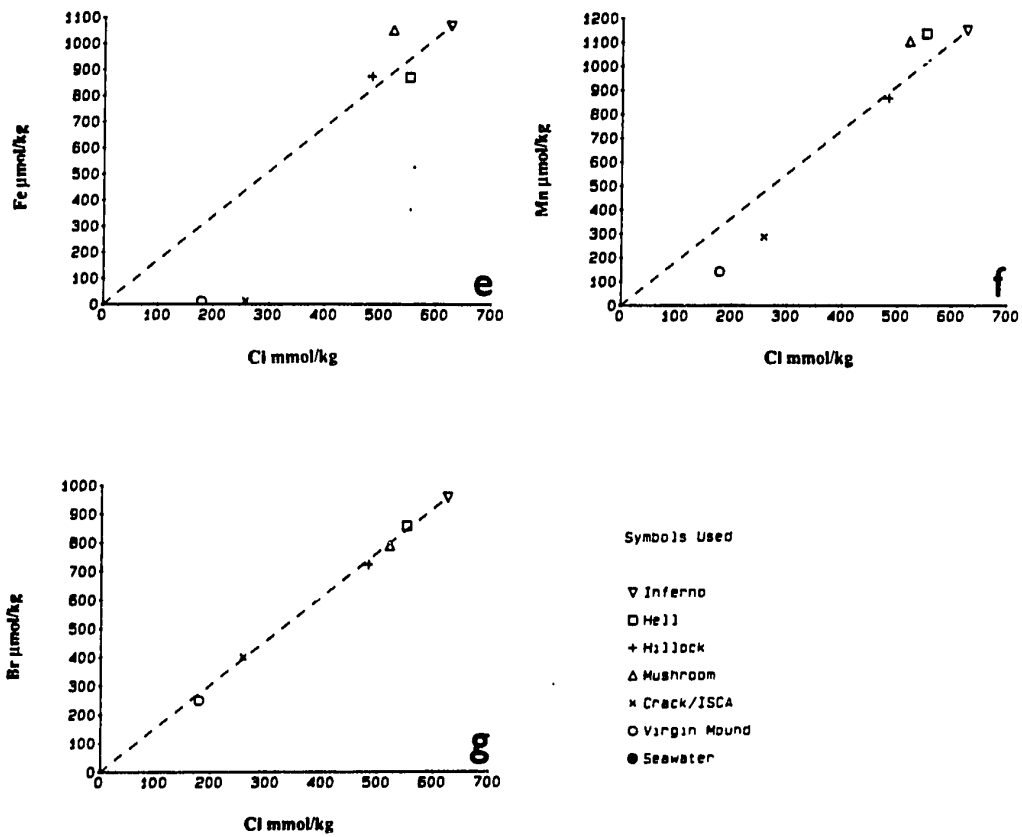 1100
1000
900
800
700
600
500
400
300
200
100
0
Fe µmol/kg
0 100 200 300 400 500 600 700
Cl mmol/kg
e
1200
1100
1000
900
800
700
600
500
400
300
200
100
0
Mn µmol/kg
0 100 200 300 400 500 600 700
Cl mmol/kg
f
1000
900
800
700
600
500
400
300
200
100
0
Br µmol/kg
0 100 200 300 400 500 600 700
Cl mmol/kg
g
Symbols Used
▽ Inferno
□ Hell
+ Hillock
△ Mushroom
× Crack/ISCA
○ Virgin Mound
● Seawater